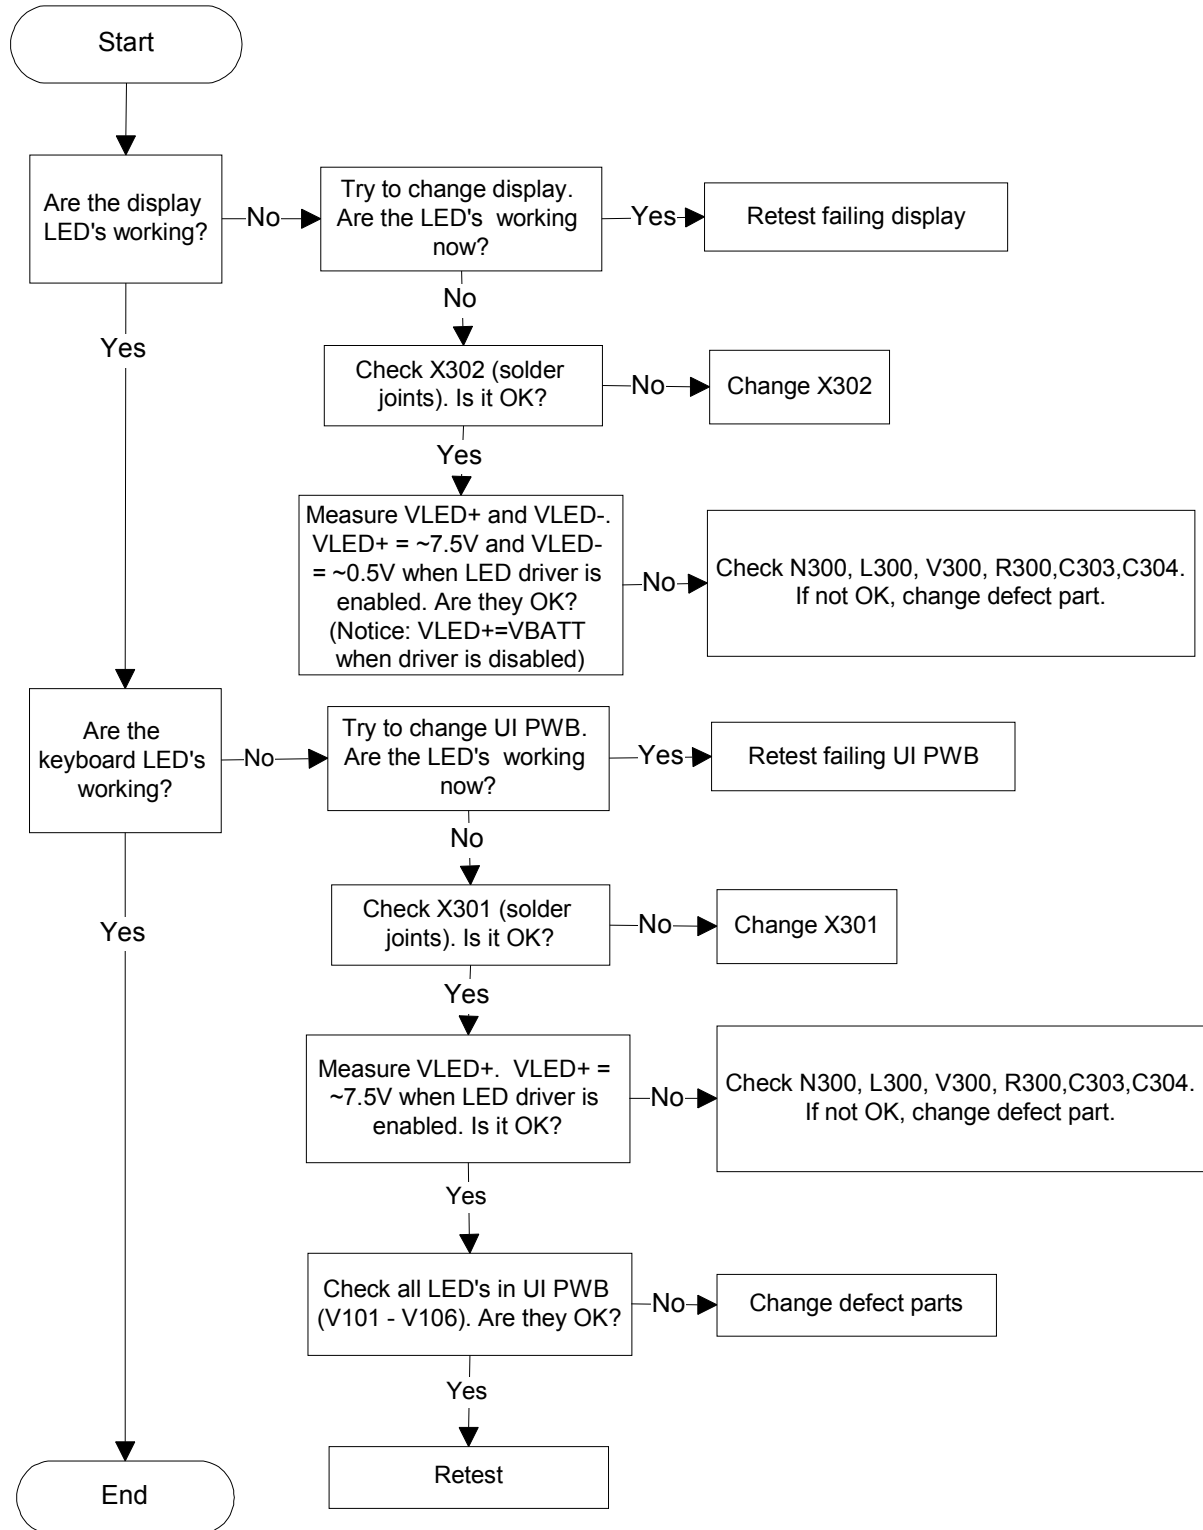 Start
Are the display
LED's working?
No
Try to change display.
Are the LED's working
now?
Yes
Retest failing display
No
Yes
Check X302 (solder
joints). Is it OK?
No
Change X302
Yes
Measure VLED+ and VLED-.
VLED+ = ~7.5V and VLED-
= ~0.5V when LED driver is
enabled. Are they OK?
(Notice: VLED+=VBATT
when driver is disabled)
No
Check N300, L300, V300, R300,C303,C304.
If not OK, change defect part.
Are the
keyboard LED's
working?
No
Try to change UI PWB.
Are the LED's working
now?
Yes
Retest failing UI PWB
No
Yes
Check X301 (solder
joints). Is it OK?
No
Change X301
Yes
Measure VLED+. VLED+ =
~7.5V when LED driver is
enabled. Is it OK?
No
Check N300, L300, V300, R300,C303,C304.
If not OK, change defect part.
Yes
Check all LED's in UI PWB
(V101 - V106). Are they OK?
No
Change defect parts
Yes
Retest
End